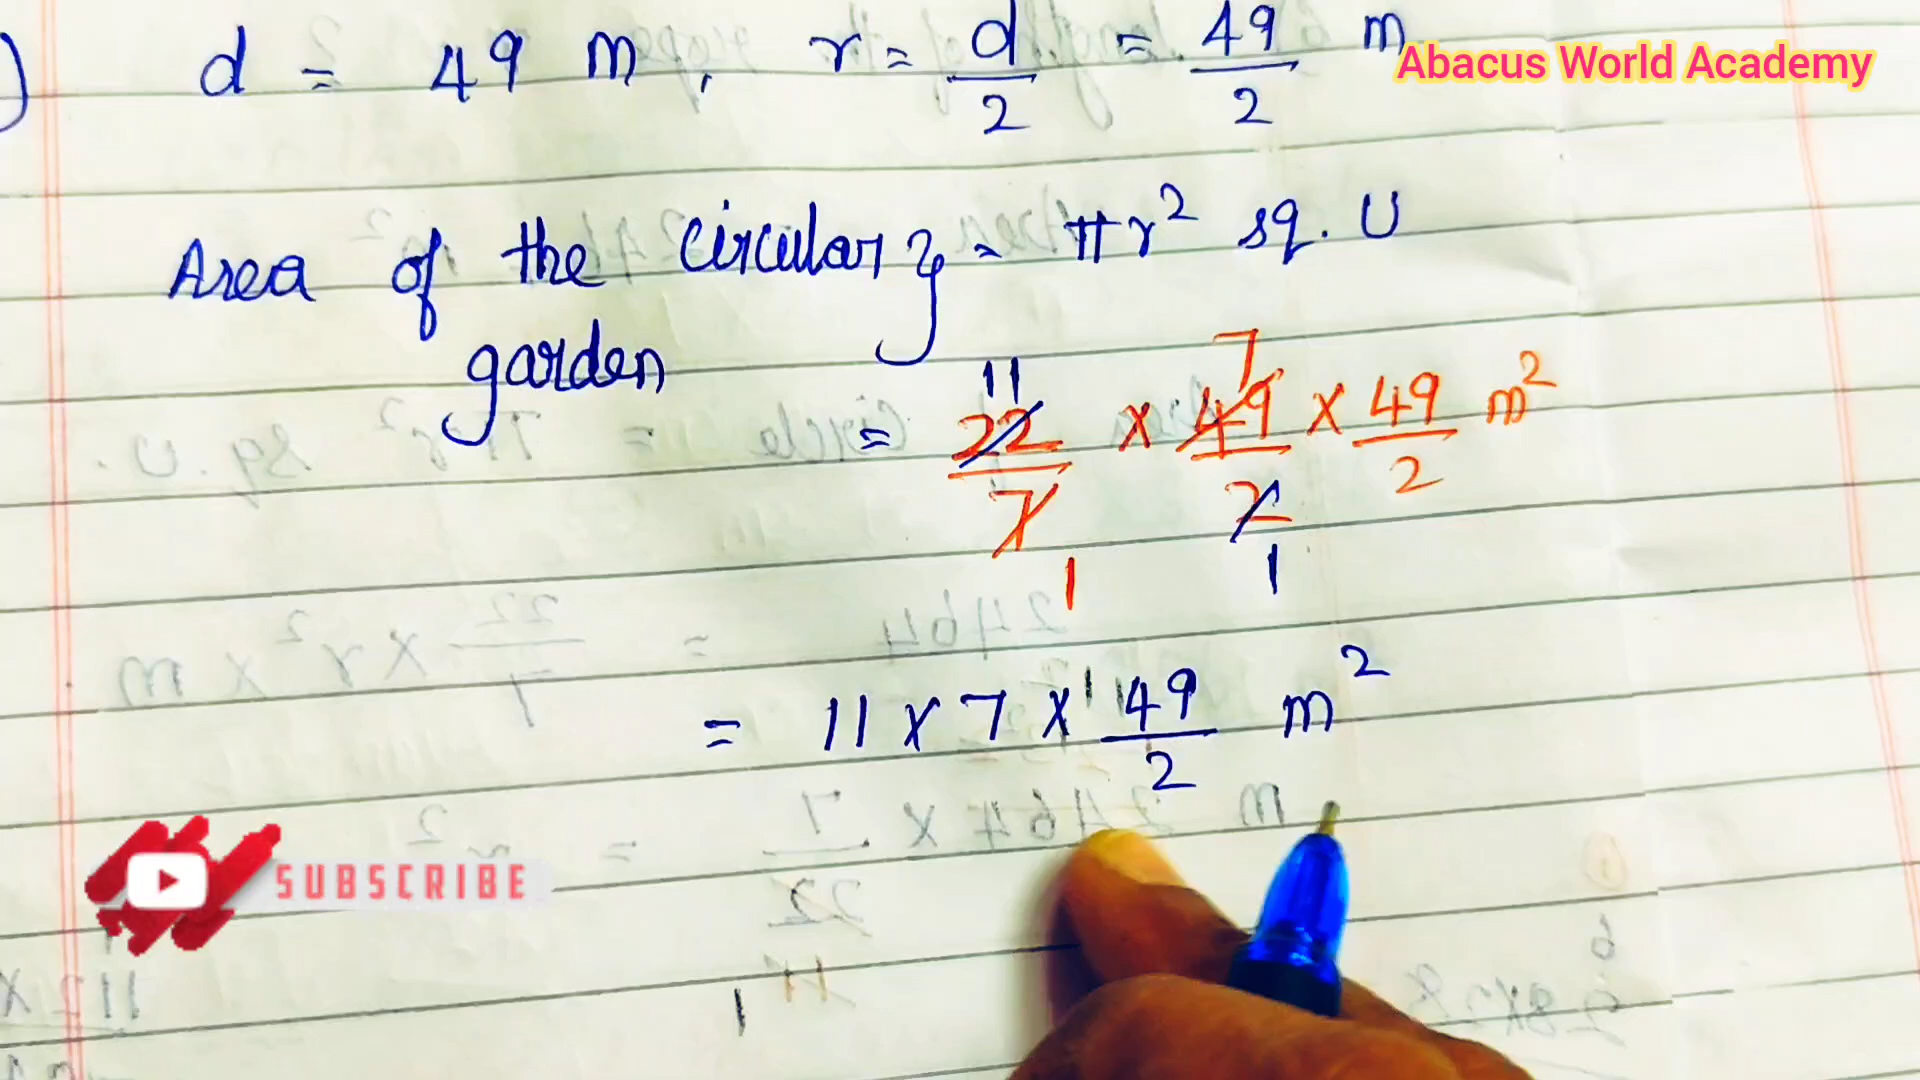 ) d = 49 m, r = d/2 = 49/2 m
Abacus World Academy
Area of the Circular } = πr² sq. U
garden
11 7
= 22/7 × 49/2 × 49/2 m²
1 1
= 11 × 7 × 49/2 m²
SUBSCRIBE